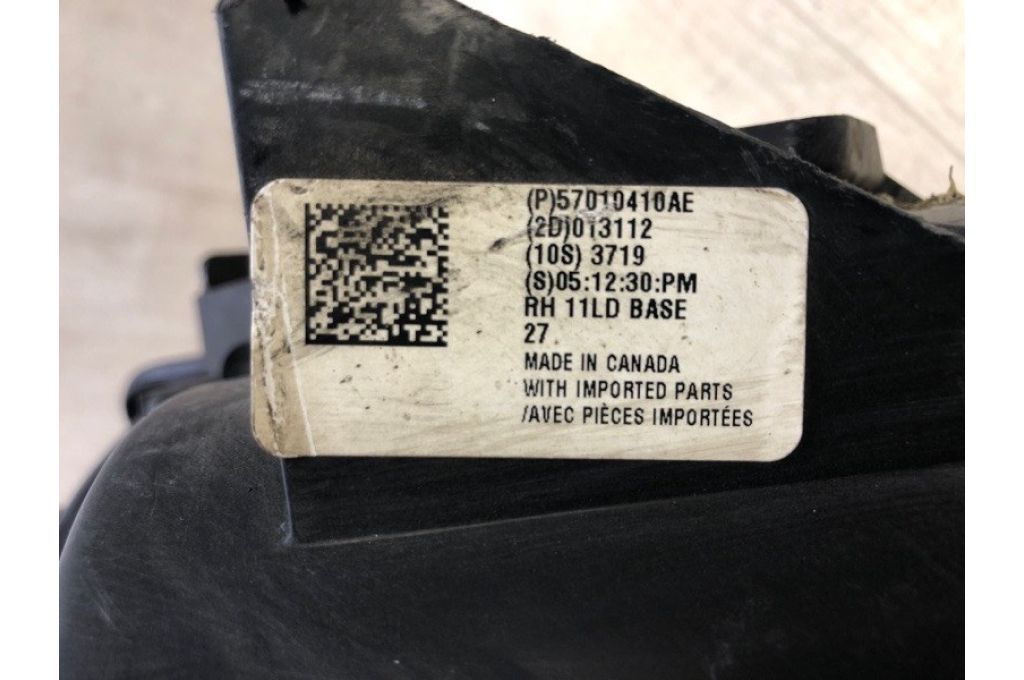 (P)57010410AE
(2D)013112
(10S) 3719
(S)05:12:30:PM
RH 11LD BASE
27
MADE IN CANADA
WITH IMPORTED PARTS
/AVEC PIÈCES IMPORTÉES